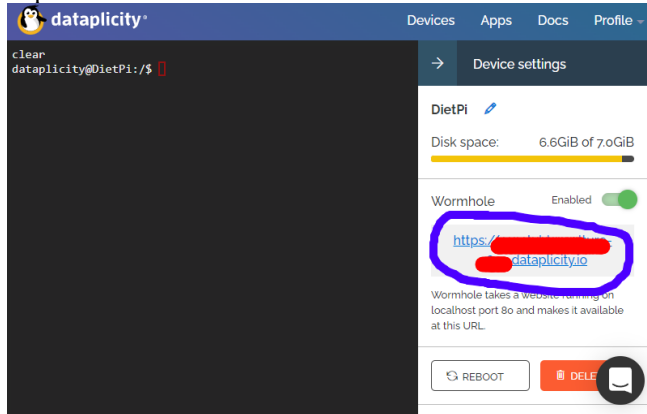 dataplicity
Devices Apps Docs Profile
clear
dataplicity@DietPi:/$
Device settings
DietPi
Disk space: 6.6GiB of 7.0GiB
Wormhole Enabled
https:/
dataplicity.io
Wormhole takes a website running on
localhost port 80 and makes it available
at this URL.
REBOOT
DELE